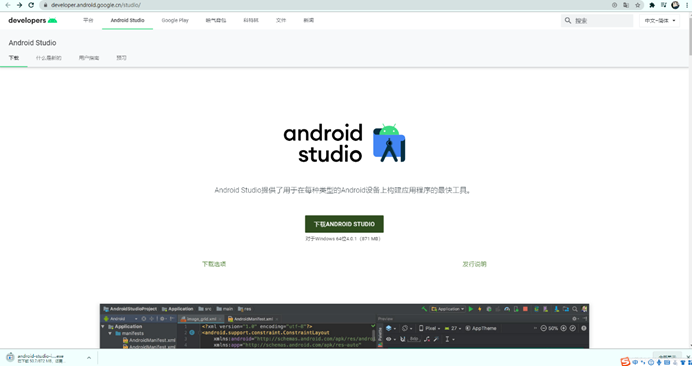 developer.android.google.cn/studio/
developers 平台 Android Studio Google Play 文档 新闻 搜索 中文-简体
Android Studio
下载 什么是新的 用户指南 预习
android
studio
Android Studio提供了用于在每种类型的Android设备上构建应用程序的最快工具。
下载ANDROID STUDIO
对于Windows 64位4.0.1（871 MB）
下载选项 发行说明
AndroidStudioProject Application src main res Application
Android AndroidManifest.xml Preview
Application <?xml version="1.0" encoding="utf-8"?> Pixel 27 AppTheme 50%
manifests <android.support.constraint.ConstraintLayout
AndroidManifest.xml xmlns:android="http://schemas.android.com/apk/res/android
AndroidManifest.xml xmlns:app="http://schemas.android.com/apk/res-auto"
android-studio-i....exe